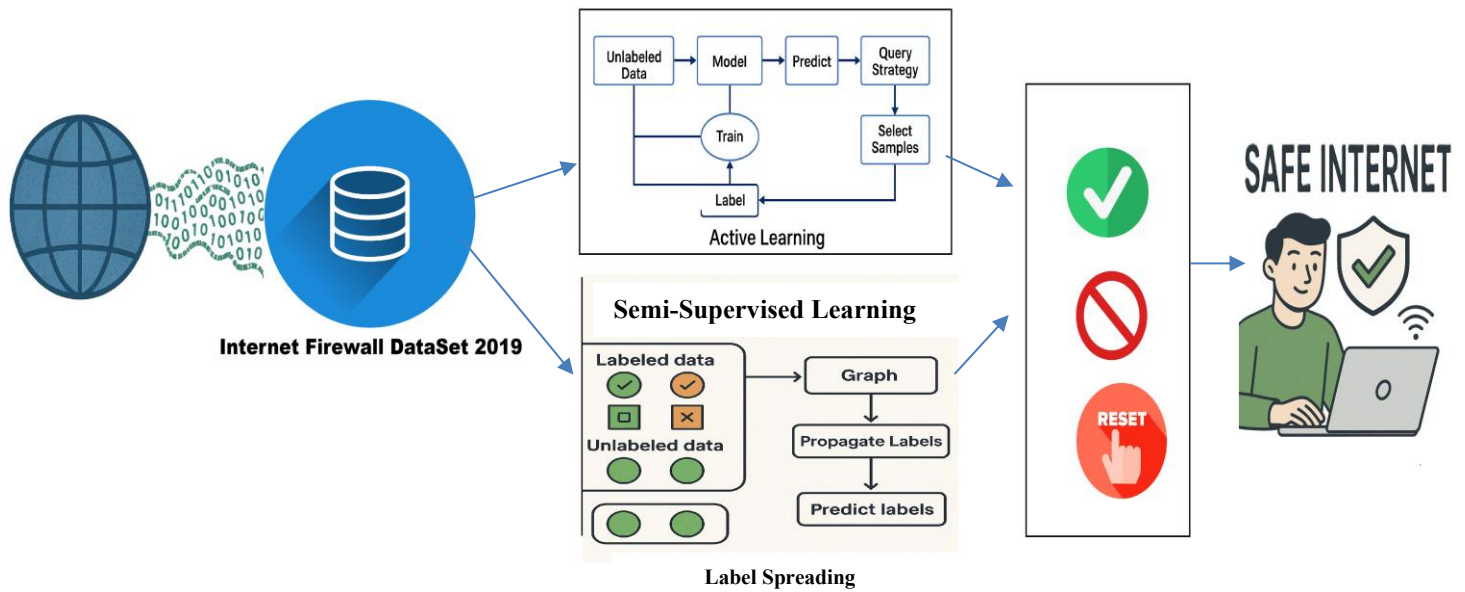 Internet Firewall DataSet 2019
Unlabeled
Data
Model
Predict
Query
Strategy
Train
Select
Samples
Label
Active Learning
Semi-Supervised Learning
Labeled data
Unlabeled data
Graph
Propagate Labels
Predict labels
Label Spreading
RESET
SAFE INTERNET